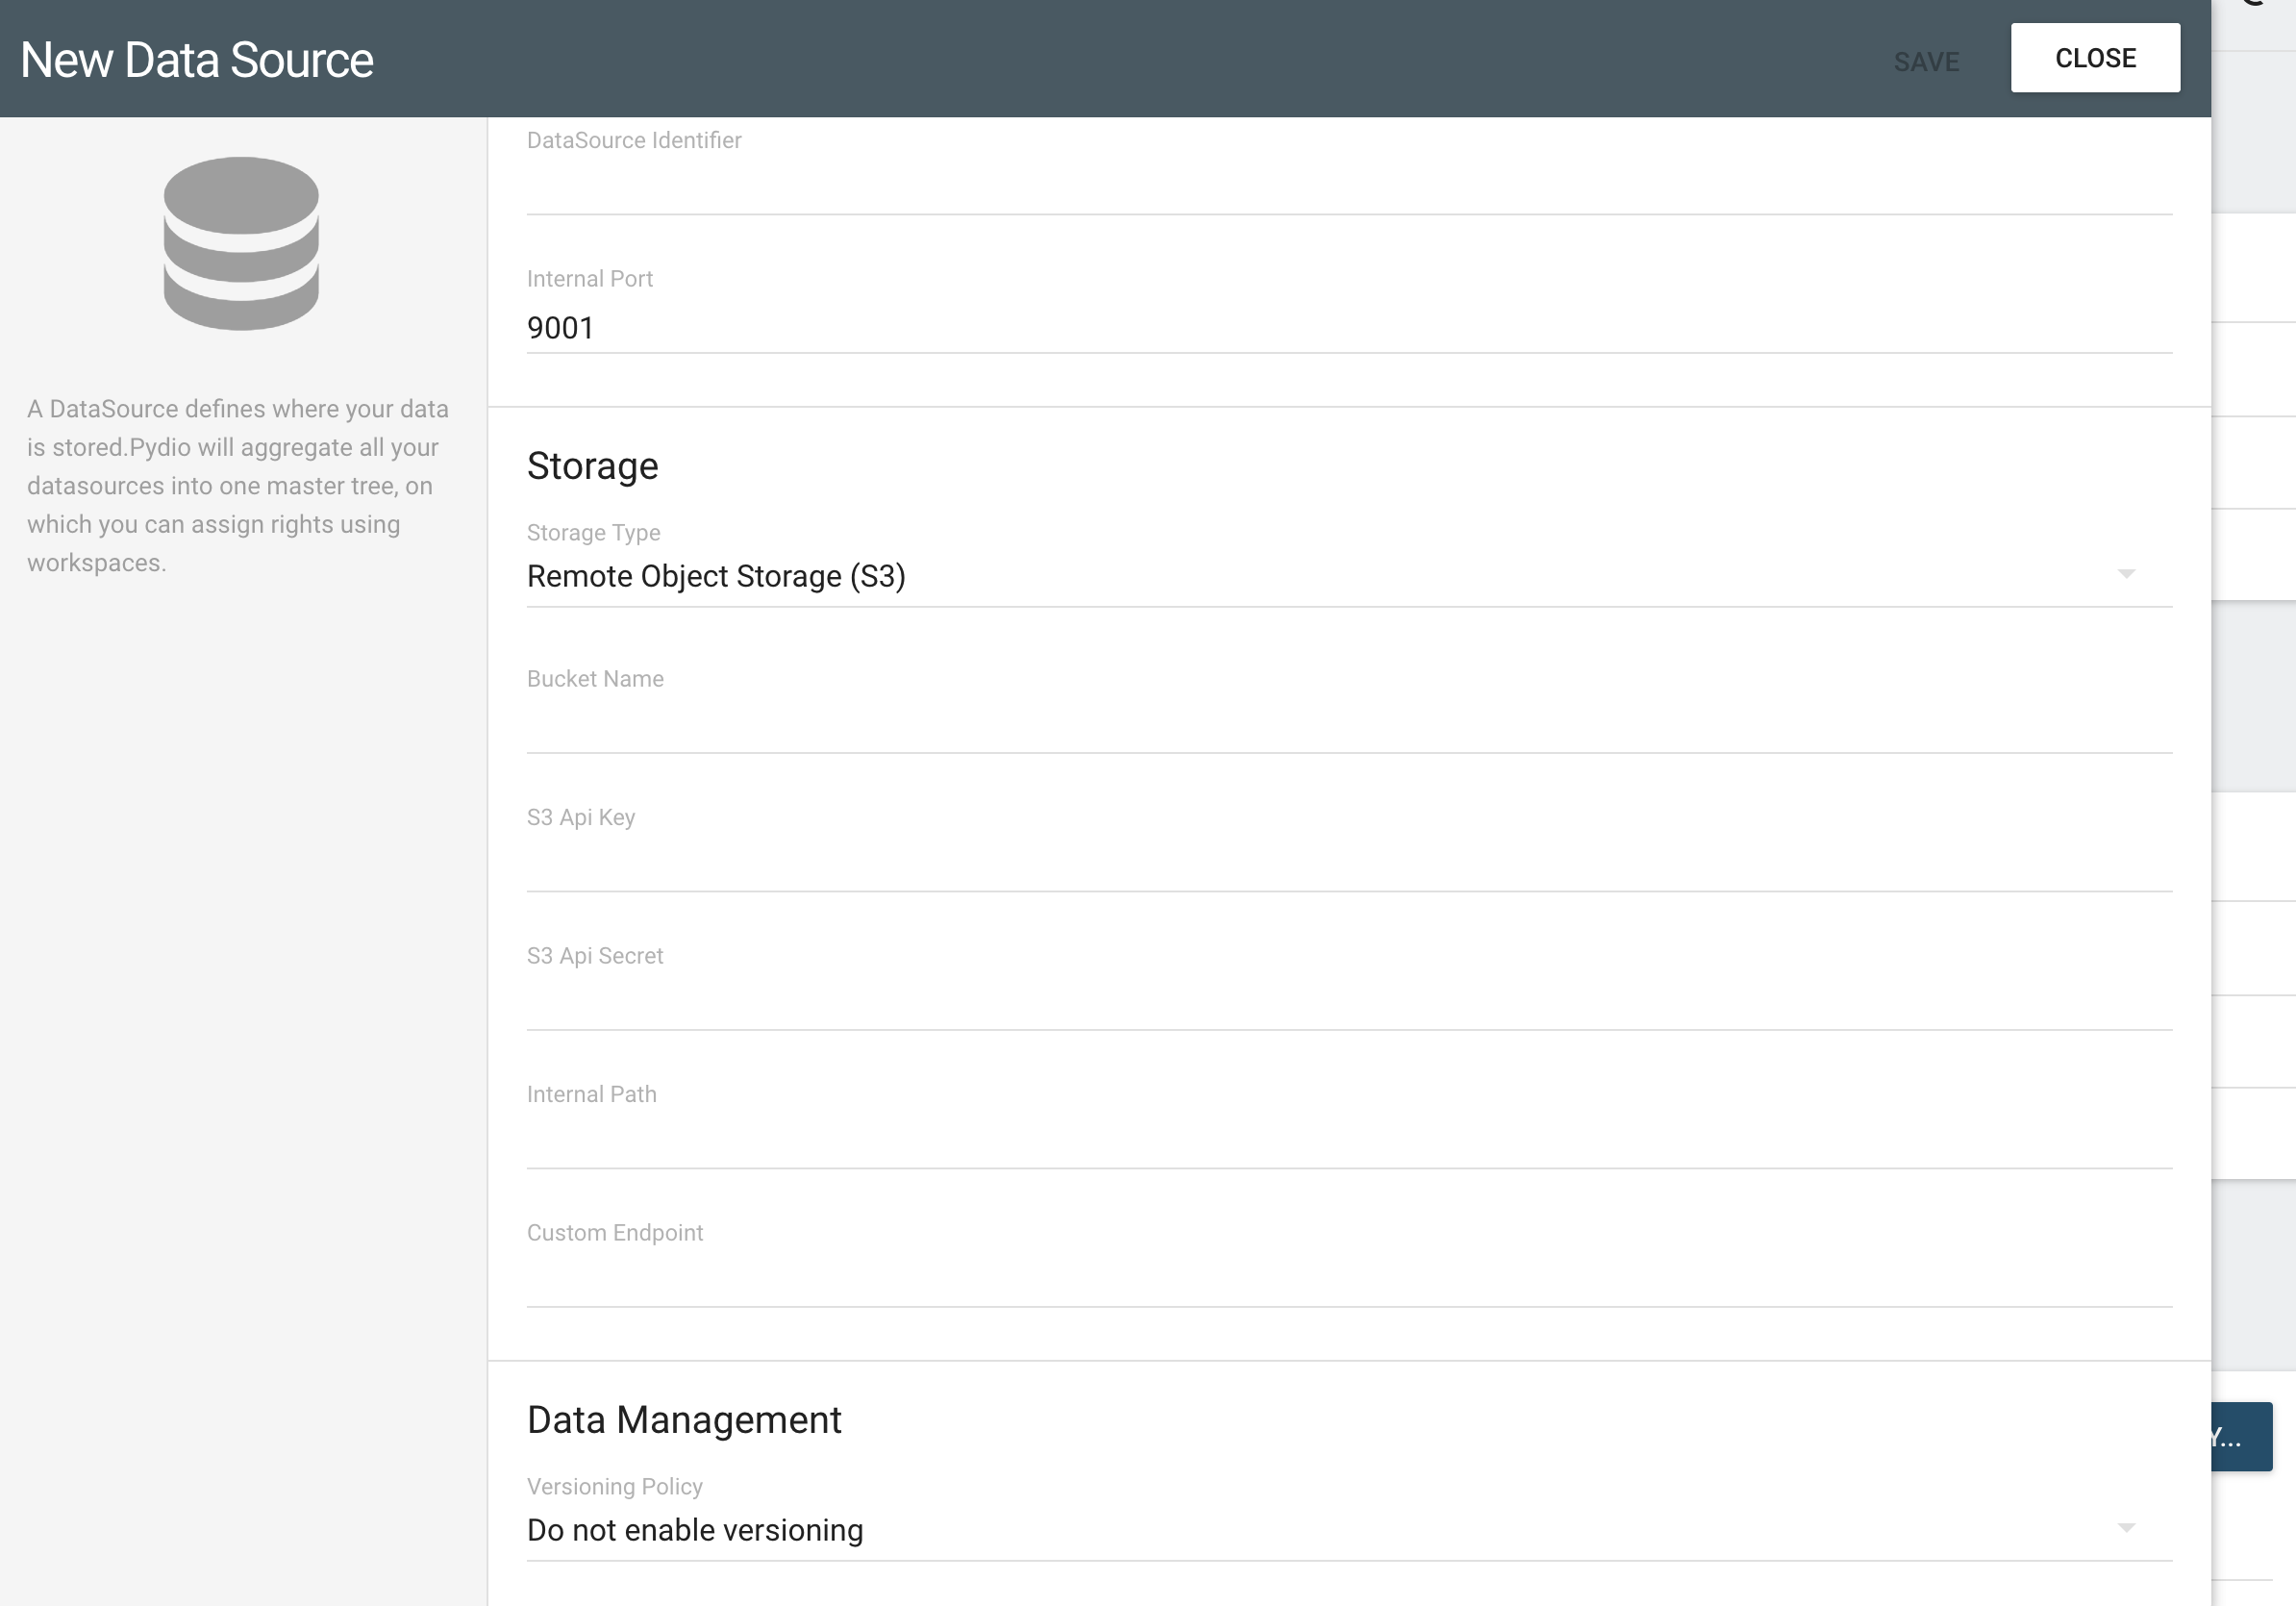 New Data Source
SAVE
CLOSE
A DataSource defines where your data
is stored.Pydio will aggregate all your
datasources into one master tree, on
which you can assign rights using
workspaces.
DataSource Identifier
Internal Port
9001
Storage
Storage Type
Remote Object Storage (S3)
Bucket Name
S3 Api Key
S3 Api Secret
Internal Path
Custom Endpoint
Data Management
Versioning Policy
Do not enable versioning
Y...